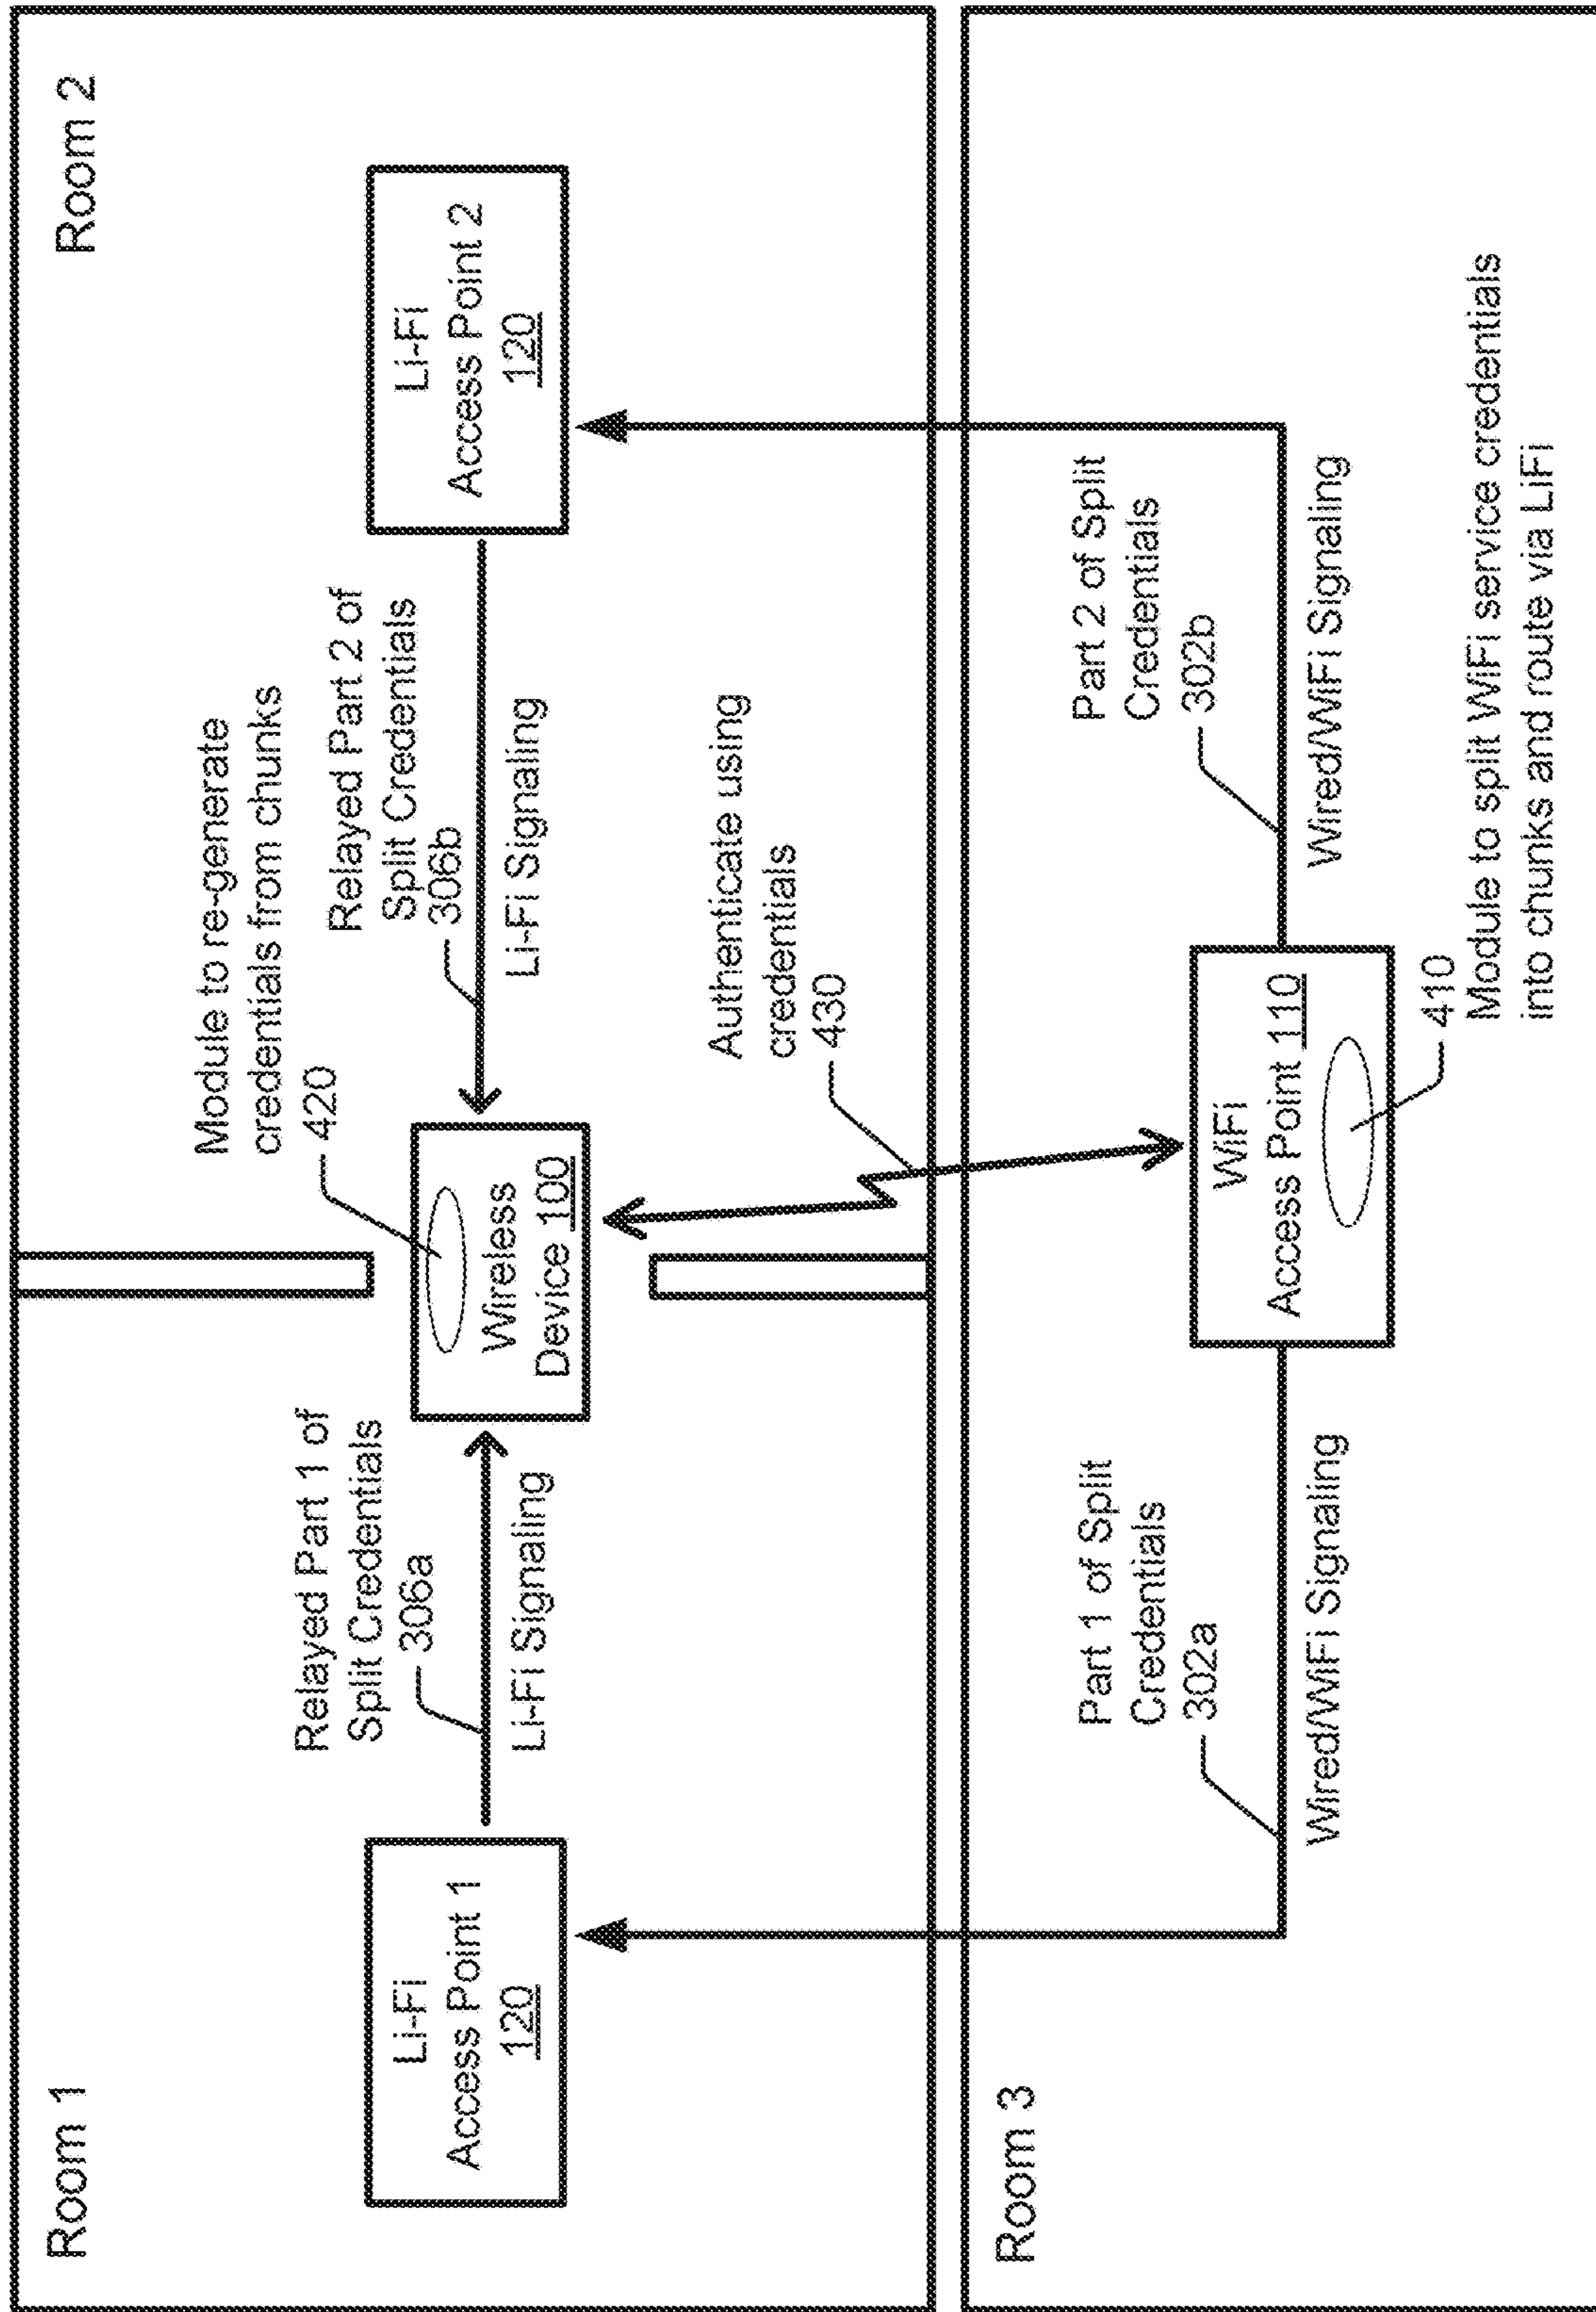 Room 1
Room 2
Module to re-generate
credentials from chunks
420
Relayed Part 1 of
Split Credentials
306a
Li-Fi Signaling
Relayed Part 2 of
Split Credentials
306b
Li-Fi Signaling
Li-Fi
Access Point 1
120
Wireless
Device 100
Li-Fi
Access Point 2
120
Authenticate using
credentials
430
Room 3
Part 1 of Split
Credentials
302a
Wired/WiFi Signaling
WiFi
Access Point 110
Part 2 of Split
Credentials
302b
Wired/WiFi Signaling
410
Module to split WiFi service credentials
into chunks and route via LiFi